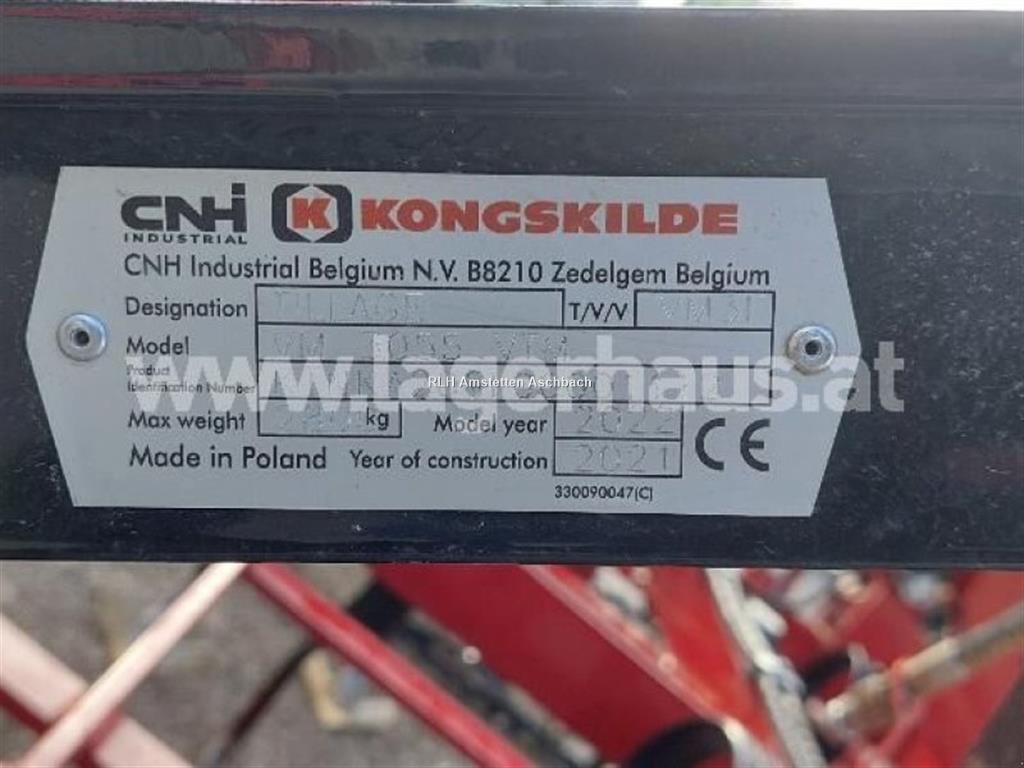 CNH INDUSTRIAL K KONGSKILDE
CNH Industrial Belgium N.V. B8210 Zedelgem Belgium
Designation TILLAGE T/V/V
Model
www.lagerhaus.at
Product
Identification Number
RLH Amstetten Aschbach
Max weight kg Model year 2022
Made in Poland Year of construction 2021
CE
330090047(C)